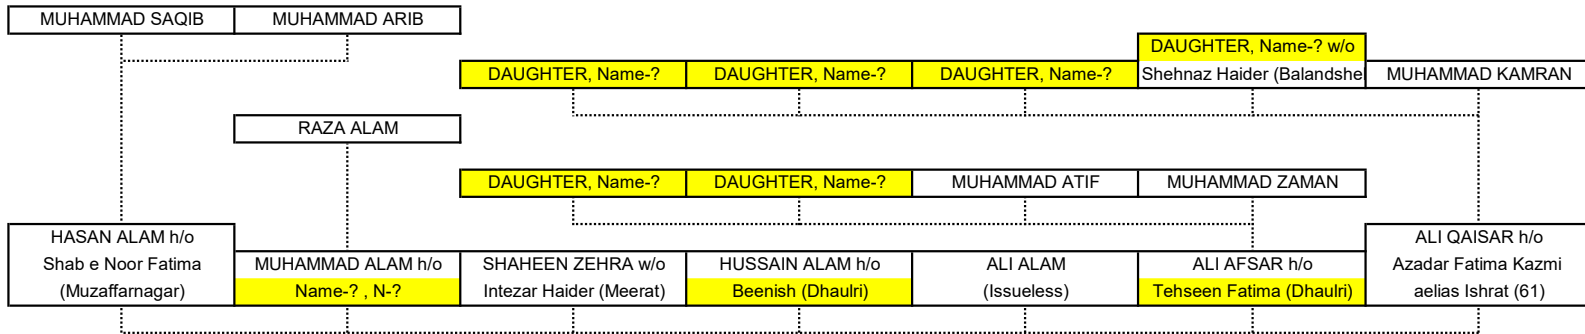 MUHAMMAD SAQIB
MUHAMMAD ARIB
DAUGHTER, Name-? w/o
DAUGHTER, Name-?
DAUGHTER, Name-?
DAUGHTER, Name-?
Shehnaz Haider (Balandshe
MUHAMMAD KAMRAN
RAZA ALAM
DAUGHTER, Name-?
DAUGHTER, Name-?
MUHAMMAD ATIF
MUHAMMAD ZAMAN
HASAN ALAM h/o
Shab e Noor Fatima
(Muzaffarnagar)
MUHAMMAD ALAM h/o
Name-? , N-?
SHAHEEN ZEHRA w/o
Intezar Haider (Meerat)
HUSSAIN ALAM h/o
Beenish (Dhaulri)
ALI ALAM
(Issueless)
ALI AFSAR h/o
Tehseen Fatima (Dhaulri)
ALI QAISAR h/o
Azadar Fatima Kazmi
aelias Ishrat (61)